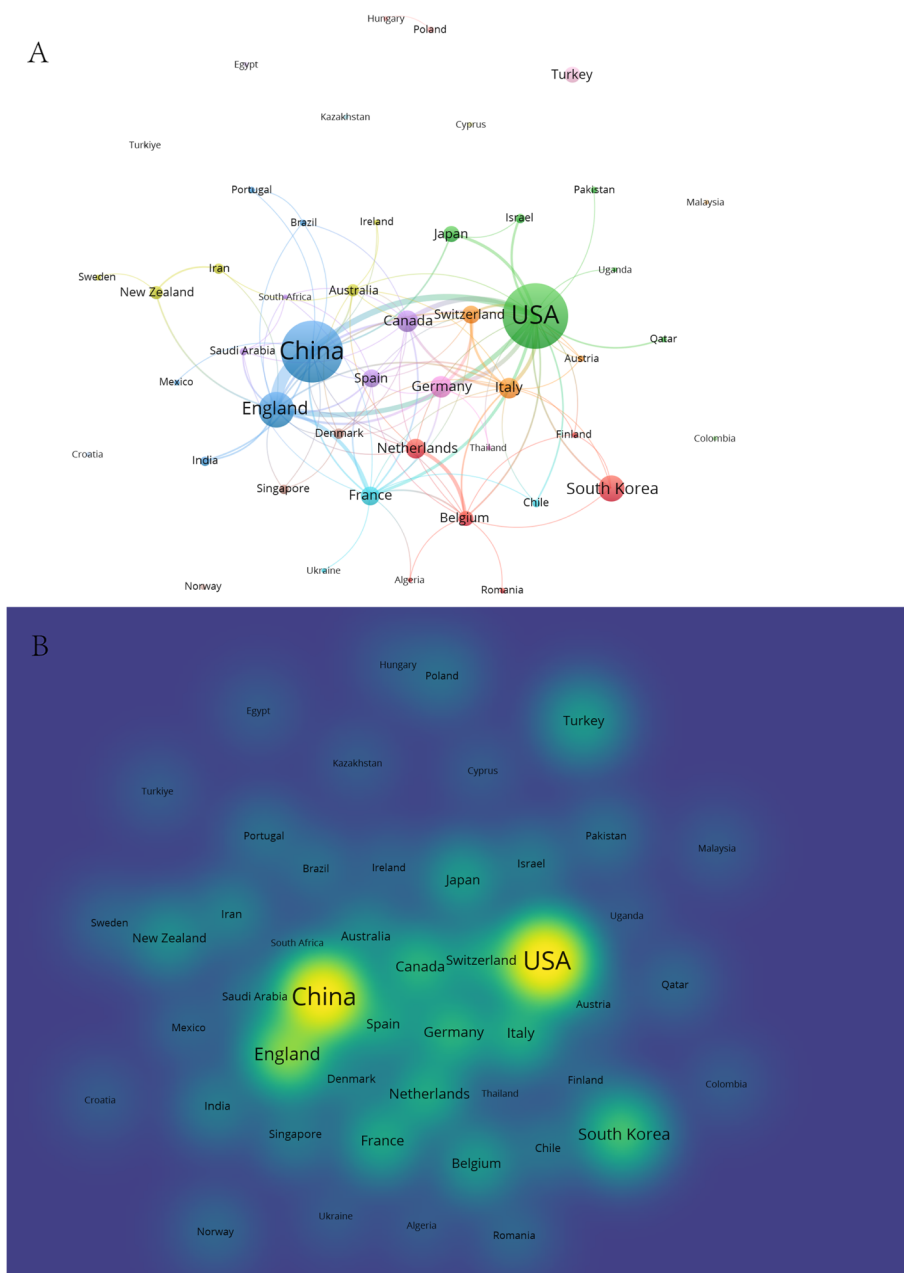 A
Hungary
Poland
Egypt
Turkey
Kazakhstan
Cyprus
Turkiye
Portugal
Pakistan
Malaysia
Brazil
Ireland
Israel
Japan
Sweden
Iran
Uganda
New Zealand
South Africa
Australia
Canada
Switzerland
USA
Qatar
Saudi Arabia
China
Austria
Mexico
Spain
Germany
Italy
England
Denmark
Netherlands
Thailand
Finland
Colombia
Croatia
India
Singapore
France
South Korea
Belgium
Chile
Ukraine
Algeria
Norway
Romania
B
Hungary
Poland
Egypt
Turkey
Kazakhstan
Cyprus
Turkiye
Portugal
Pakistan
Malaysia
Brazil
Ireland
Israel
Japan
Sweden
Iran
Uganda
New Zealand
South Africa
Australia
Canada
Switzerland
USA
Qatar
Saudi Arabia
China
Austria
Mexico
Spain
Germany
Italy
England
Denmark
Netherlands
Thailand
Finland
Colombia
Croatia
India
Singapore
France
South Korea
Belgium
Chile
Ukraine
Algeria
Norway
Romania